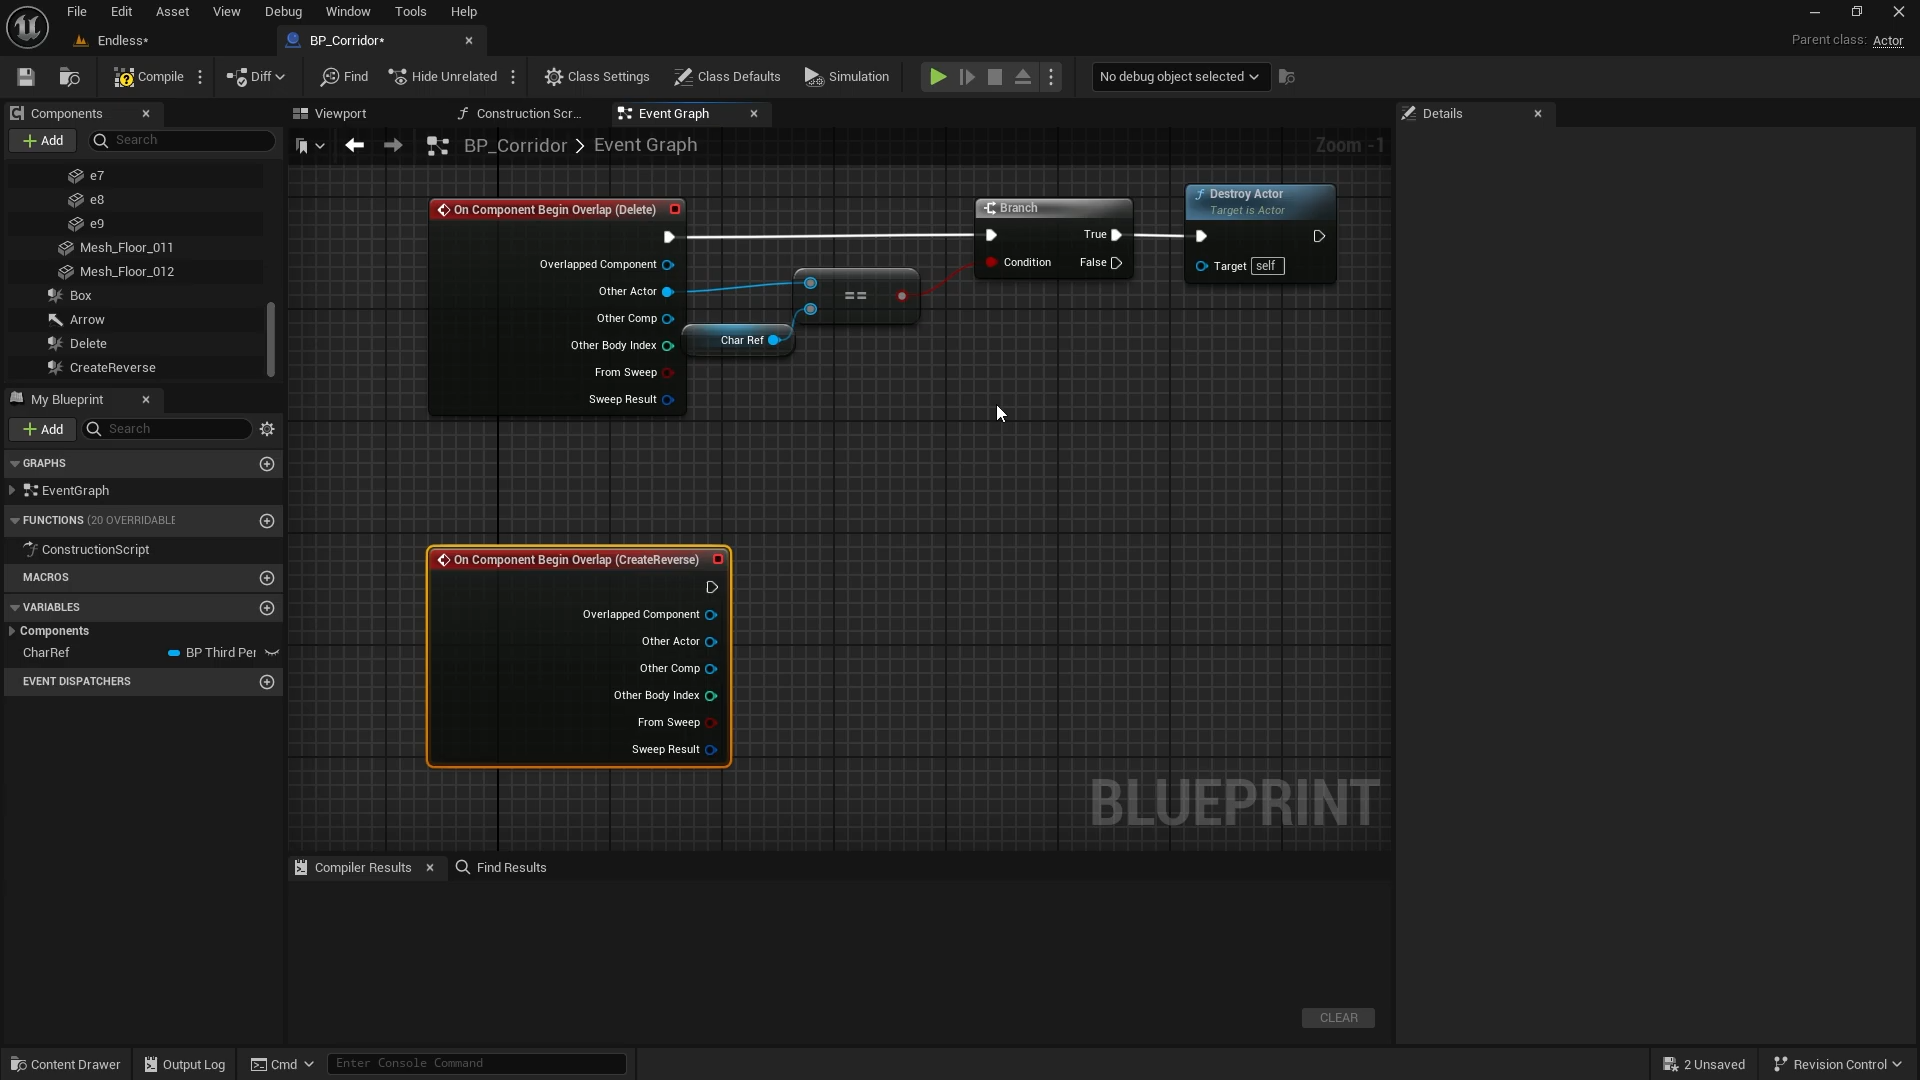 File Edit Asset View Debug Window Tools Help
Endless*
BP_Corridor*
Parent class: Actor
Compile
Diff
Find
Hide Unrelated
Class Settings
Class Defaults
Simulation
No debug object selected
Components
Viewport
Construction Scr...
Event Graph
Details
Add
Search
BP_Corridor > Event Graph
Zoom -1
e7
e8
e9
Mesh_Floor_011
Mesh_Floor_012
Box
Arrow
Delete
CreateReverse
My Blueprint
Add
Search
GRAPHS
EventGraph
FUNCTIONS (20 OVERRIDABLE
ConstructionScript
MACROS
VARIABLES
Components
CharRef
BP Third Per
EVENT DISPATCHERS
On Component Begin Overlap (Delete)
Overlapped Component
Other Actor
Other Comp
Other Body Index
From Sweep
Sweep Result
Char Ref
==
Branch
True
Condition
False
Destroy Actor
Target is Actor
Target self
On Component Begin Overlap (CreateReverse)
Overlapped Component
Other Actor
Other Comp
Other Body Index
From Sweep
Sweep Result
BLUEPRINT
Compiler Results
Find Results
CLEAR
Content Drawer
Output Log
Cmd
Enter Console Command
2 Unsaved
Revision Control